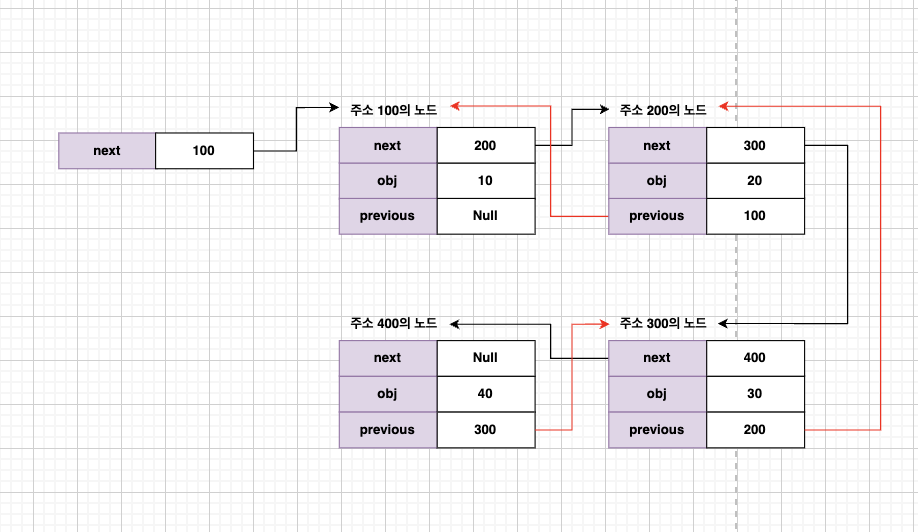 next 100
주소 100의 노드
next 200
obj 10
previous Null
주소 200의 노드
next 300
obj 20
previous 100
주소 400의 노드
next Null
obj 40
previous 300
주소 300의 노드
next 400
obj 30
previous 200